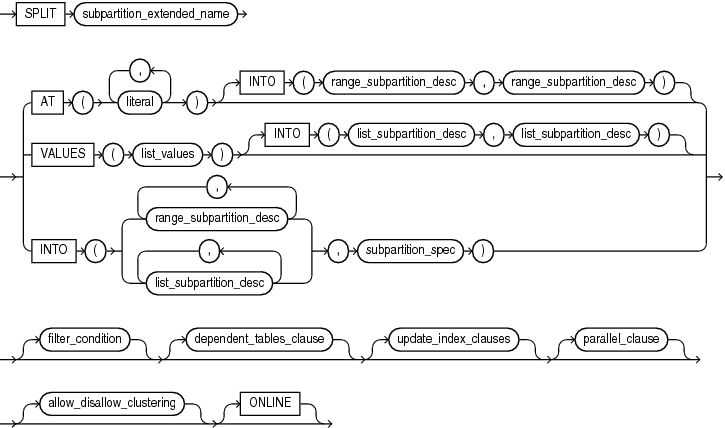 SPLIT subpartition_extended_name
,
INTO ( range_subpartition_desc , range_subpartition_desc )
AT ( literal )
INTO ( list_subpartition_desc , list_subpartition_desc )
VALUES ( list_values )
,
range_subpartition_desc
INTO ( , , subpartition_spec )
list_subpartition_desc
filter_condition dependent_tables_clause update_index_clauses parallel_clause
allow_disallow_clustering ONLINE